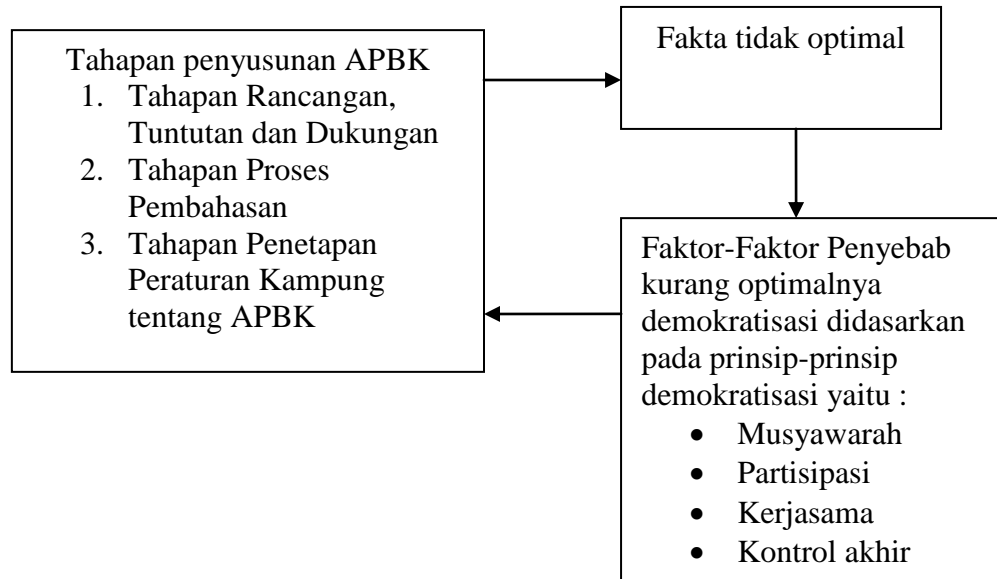 Tahapan penyusunan APBK
1. Tahapan Rancangan,
Tuntutan dan Dukungan
2. Tahapan Proses
Pembahasan
3. Tahapan Penetapan
Peraturan Kampung
tentang APBK
Fakta tidak optimal
Faktor-Faktor Penyebab
kurang optimalnya
demokratisasi didasarkan
pada prinsip-prinsip
demokratisasi yaitu :
• Musyawarah
• Partisipasi
• Kerjasama
• Kontrol akhir